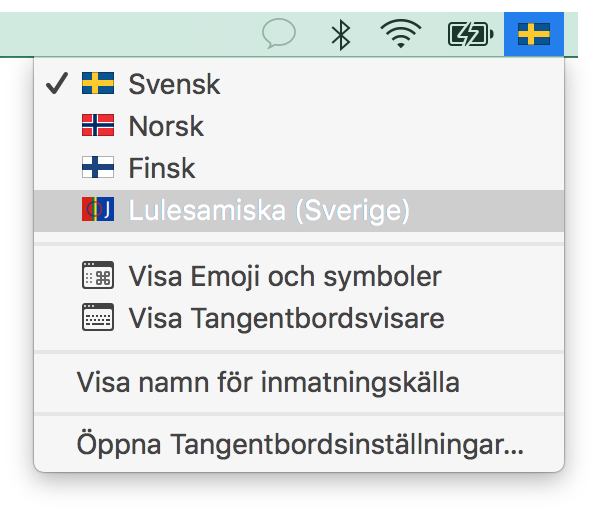 Svensk
Norsk
Finsk
Lulesamiska (Sverige)
Visa Emoji och symboler
Visa Tangentbordsvisare
Visa namn för inmatningskälla
Öppna Tangentbordsinställningar...